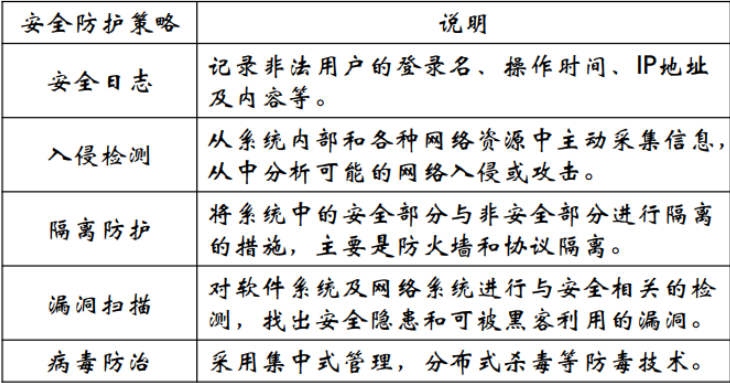 安全防护策略 说明
安全日志 记录非法用户的登录名、操作时间、IP地址
及内容等。
入侵检测 从系统内部和各种网络资源中主动采集信息，
从中分析可能的网络入侵或攻击。
隔离防护 将系统中的安全部分与非安全部分进行隔离
的措施，主要是防火墙和协议隔离。
漏洞扫描 对软件系统及网络系统进行与安全相关的检
测，找出安全隐患和可被黑客利用的漏洞。
病毒防治 采用集中式管理，分布式杀毒等防毒技术。